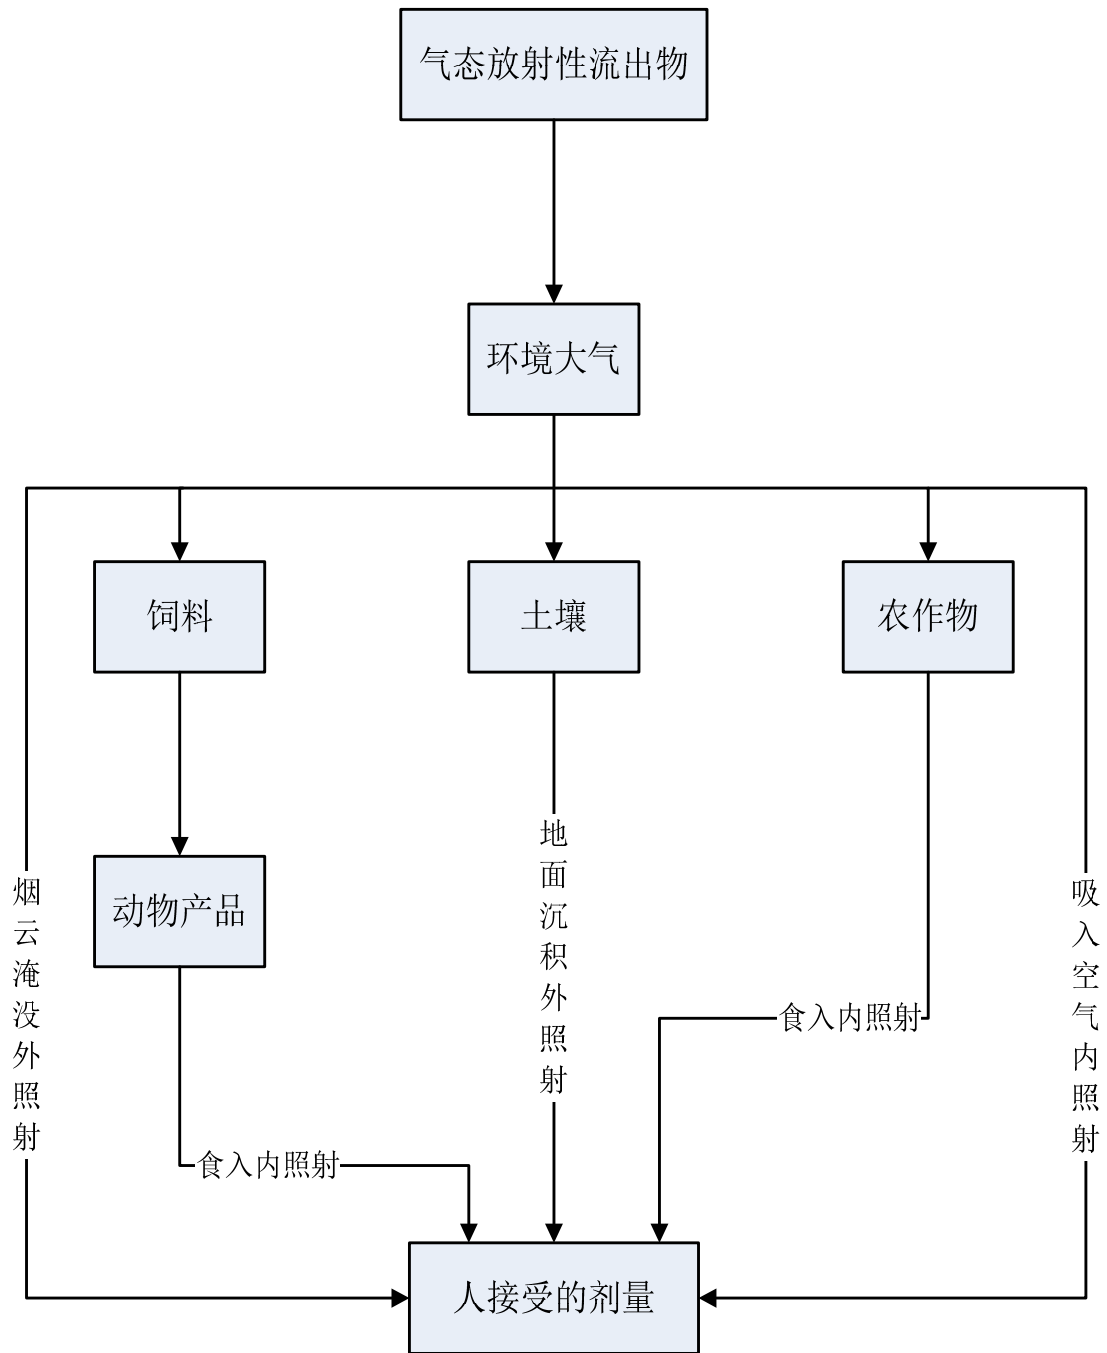 气态放射性流出物
环境大气
饲料
土壤
农作物
动物产品
烟云淹没外照射
地面沉积外照射
吸入空气内照射
食入内照射
食入内照射
人接受的剂量